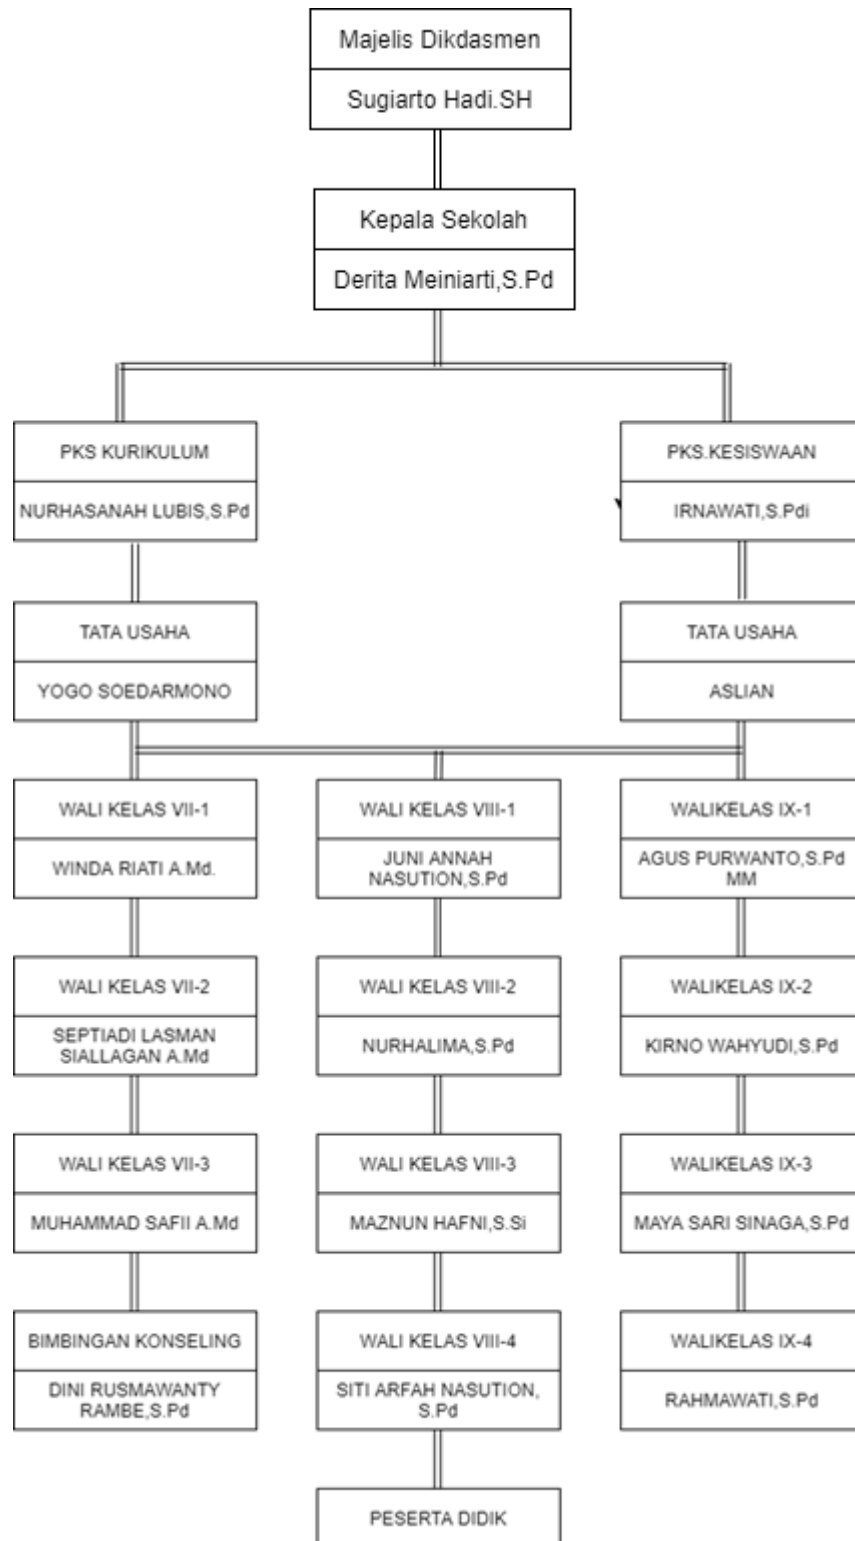 Majelis Dikdasmen
Sugiarto Hadi.SH
Kepala Sekolah
Derita Meiniarti,S.Pd
PKS KURIKULUM
NURHASANAH LUBIS,S.Pd
PKS.KESISWAAN
IRNAWATI,S.Pdi
TATA USAHA
YOGO SOEDARMONO
TATA USAHA
ASLIAN
WALI KELAS VII-1
WINDA RIATI A.Md.
WALI KELAS VIII-1
JUNI ANNAH
NASUTION,S.Pd
WALIKELAS IX-1
AGUS PURWANTO,S.Pd
MM
WALI KELAS VII-2
SEPTIADI LASMAN
SIALLAGAN A.Md
WALI KELAS VIII-2
NURHALIMA,S.Pd
WALIKELAS IX-2
KIRNO WAHYUDI,S.Pd
WALI KELAS VII-3
MUHAMMAD SAFII A.Md
WALI KELAS VIII-3
MAZNUN HAFNI,S.Si
WALIKELAS IX-3
MAYA SARI SINAGA,S.Pd
BIMBINGAN KONSELING
DINI RUSMAWANTY
RAMBE,S.Pd
WALI KELAS VIII-4
SITI ARFAH NASUTION,
S.Pd
WALIKELAS IX-4
RAHMAWATI,S.Pd
PESERTA DIDIK